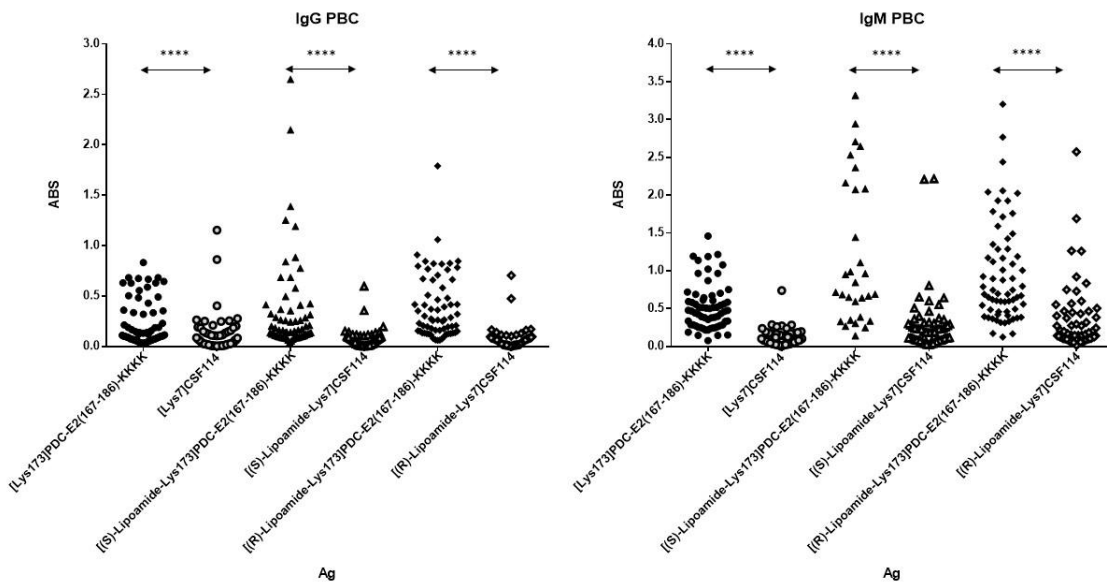 IgG PBC
3.0
2.5
2.0
1.5
1.0
0.5
0.0
ABS
**** **** ****
[Lys173]PDC-E2(167-186)-KKKK
[Lys7]CSF114
[(S)-Lipoamide-Lys173]PDC-E2(167-186)-KKKK
[(S)-Lipoamide-Lys7]CSF114
[(R)-Lipoamide-Lys173]PDC-E2(167-186)-KKKK
[(R)-Lipoamide-Lys7]CSF114
Ag
IgM PBC
4.0
3.5
3.0
2.5
2.0
1.5
1.0
0.5
0.0
ABS
**** **** ****
[Lys173]PDC-E2(167-186)-KKKK
[Lys7]CSF114
[(S)-Lipoamide-Lys173]PDC-E2(167-186)-KKKK
[(S)-Lipoamide-Lys7]CSF114
[(R)-Lipoamide-Lys173]PDC-E2(167-186)-KKKK
[(R)-Lipoamide-Lys7]CSF114
Ag